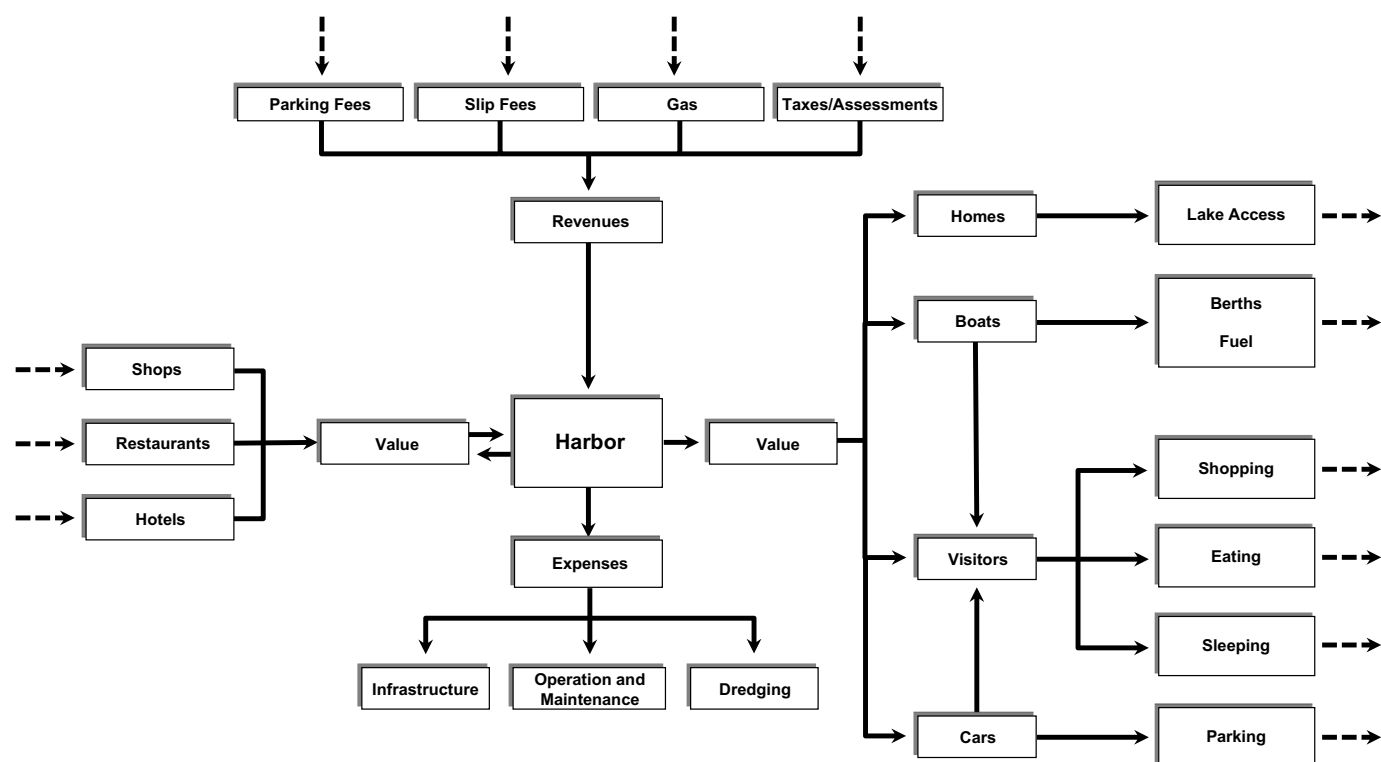 Parking Fees
Slip Fees
Gas
Taxes/Assessments
Revenues
Homes
Lake Access
Boats
Berths
Fuel
Shops
Restaurants
Hotels
Value
Harbor
Value
Shopping
Visitors
Eating
Sleeping
Expenses
Infrastructure
Operation and
Maintenance
Dredging
Cars
Parking